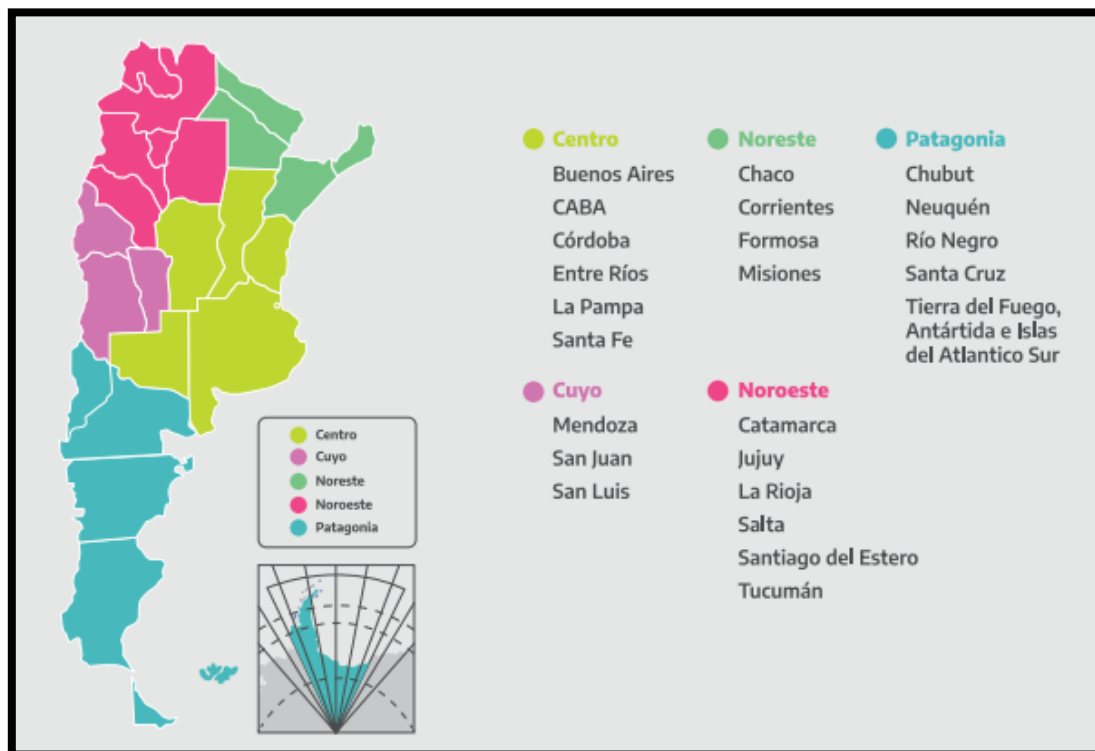 Centro
Buenos Aires
CABA
Córdoba
Entre Ríos
La Pampa
Santa Fe
Noreste
Chaco
Corrientes
Formosa
Misiones
Patagonia
Chubut
Neuquén
Río Negro
Santa Cruz
Tierra del Fuego,
Antártida e Islas
del Atlantico Sur
Cuyo
Mendoza
San Juan
San Luis
Noroeste
Catamarca
Jujuy
La Rioja
Salta
Santiago del Estero
Tucumán
Centro
Cuyo
Noreste
Noroeste
Patagonia